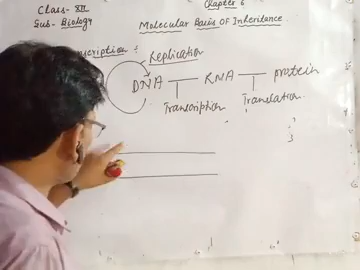 Class- XII
Chapter 6
Sub- Biology
Molecular Basis Of Inheritance.
Replication
DNA — RNA — protein
Transcription
Translation